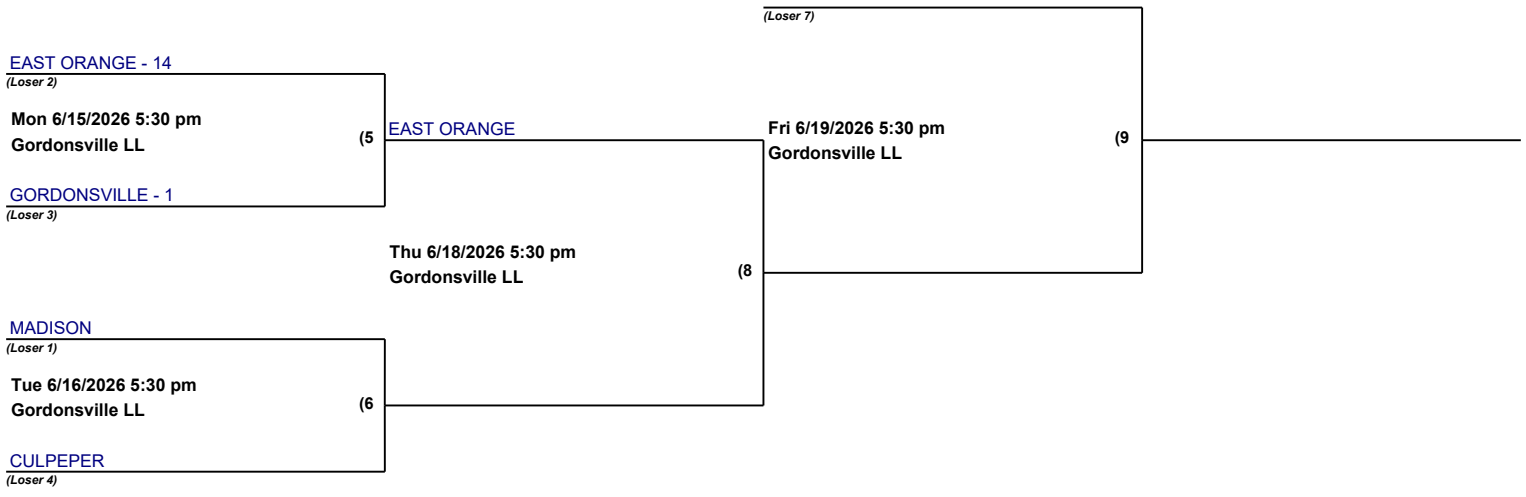 (Loser 7)
EAST ORANGE - 14
(Loser 2)
Mon 6/15/2026 5:30 pm
Gordonsville LL
(5
EAST ORANGE
Fri 6/19/2026 5:30 pm
Gordonsville LL
(9
GORDONSVILLE - 1
(Loser 3)
Thu 6/18/2026 5:30 pm
Gordonsville LL
(8
MADISON
(Loser 1)
Tue 6/16/2026 5:30 pm
Gordonsville LL
(6
CULPEPER
(Loser 4)